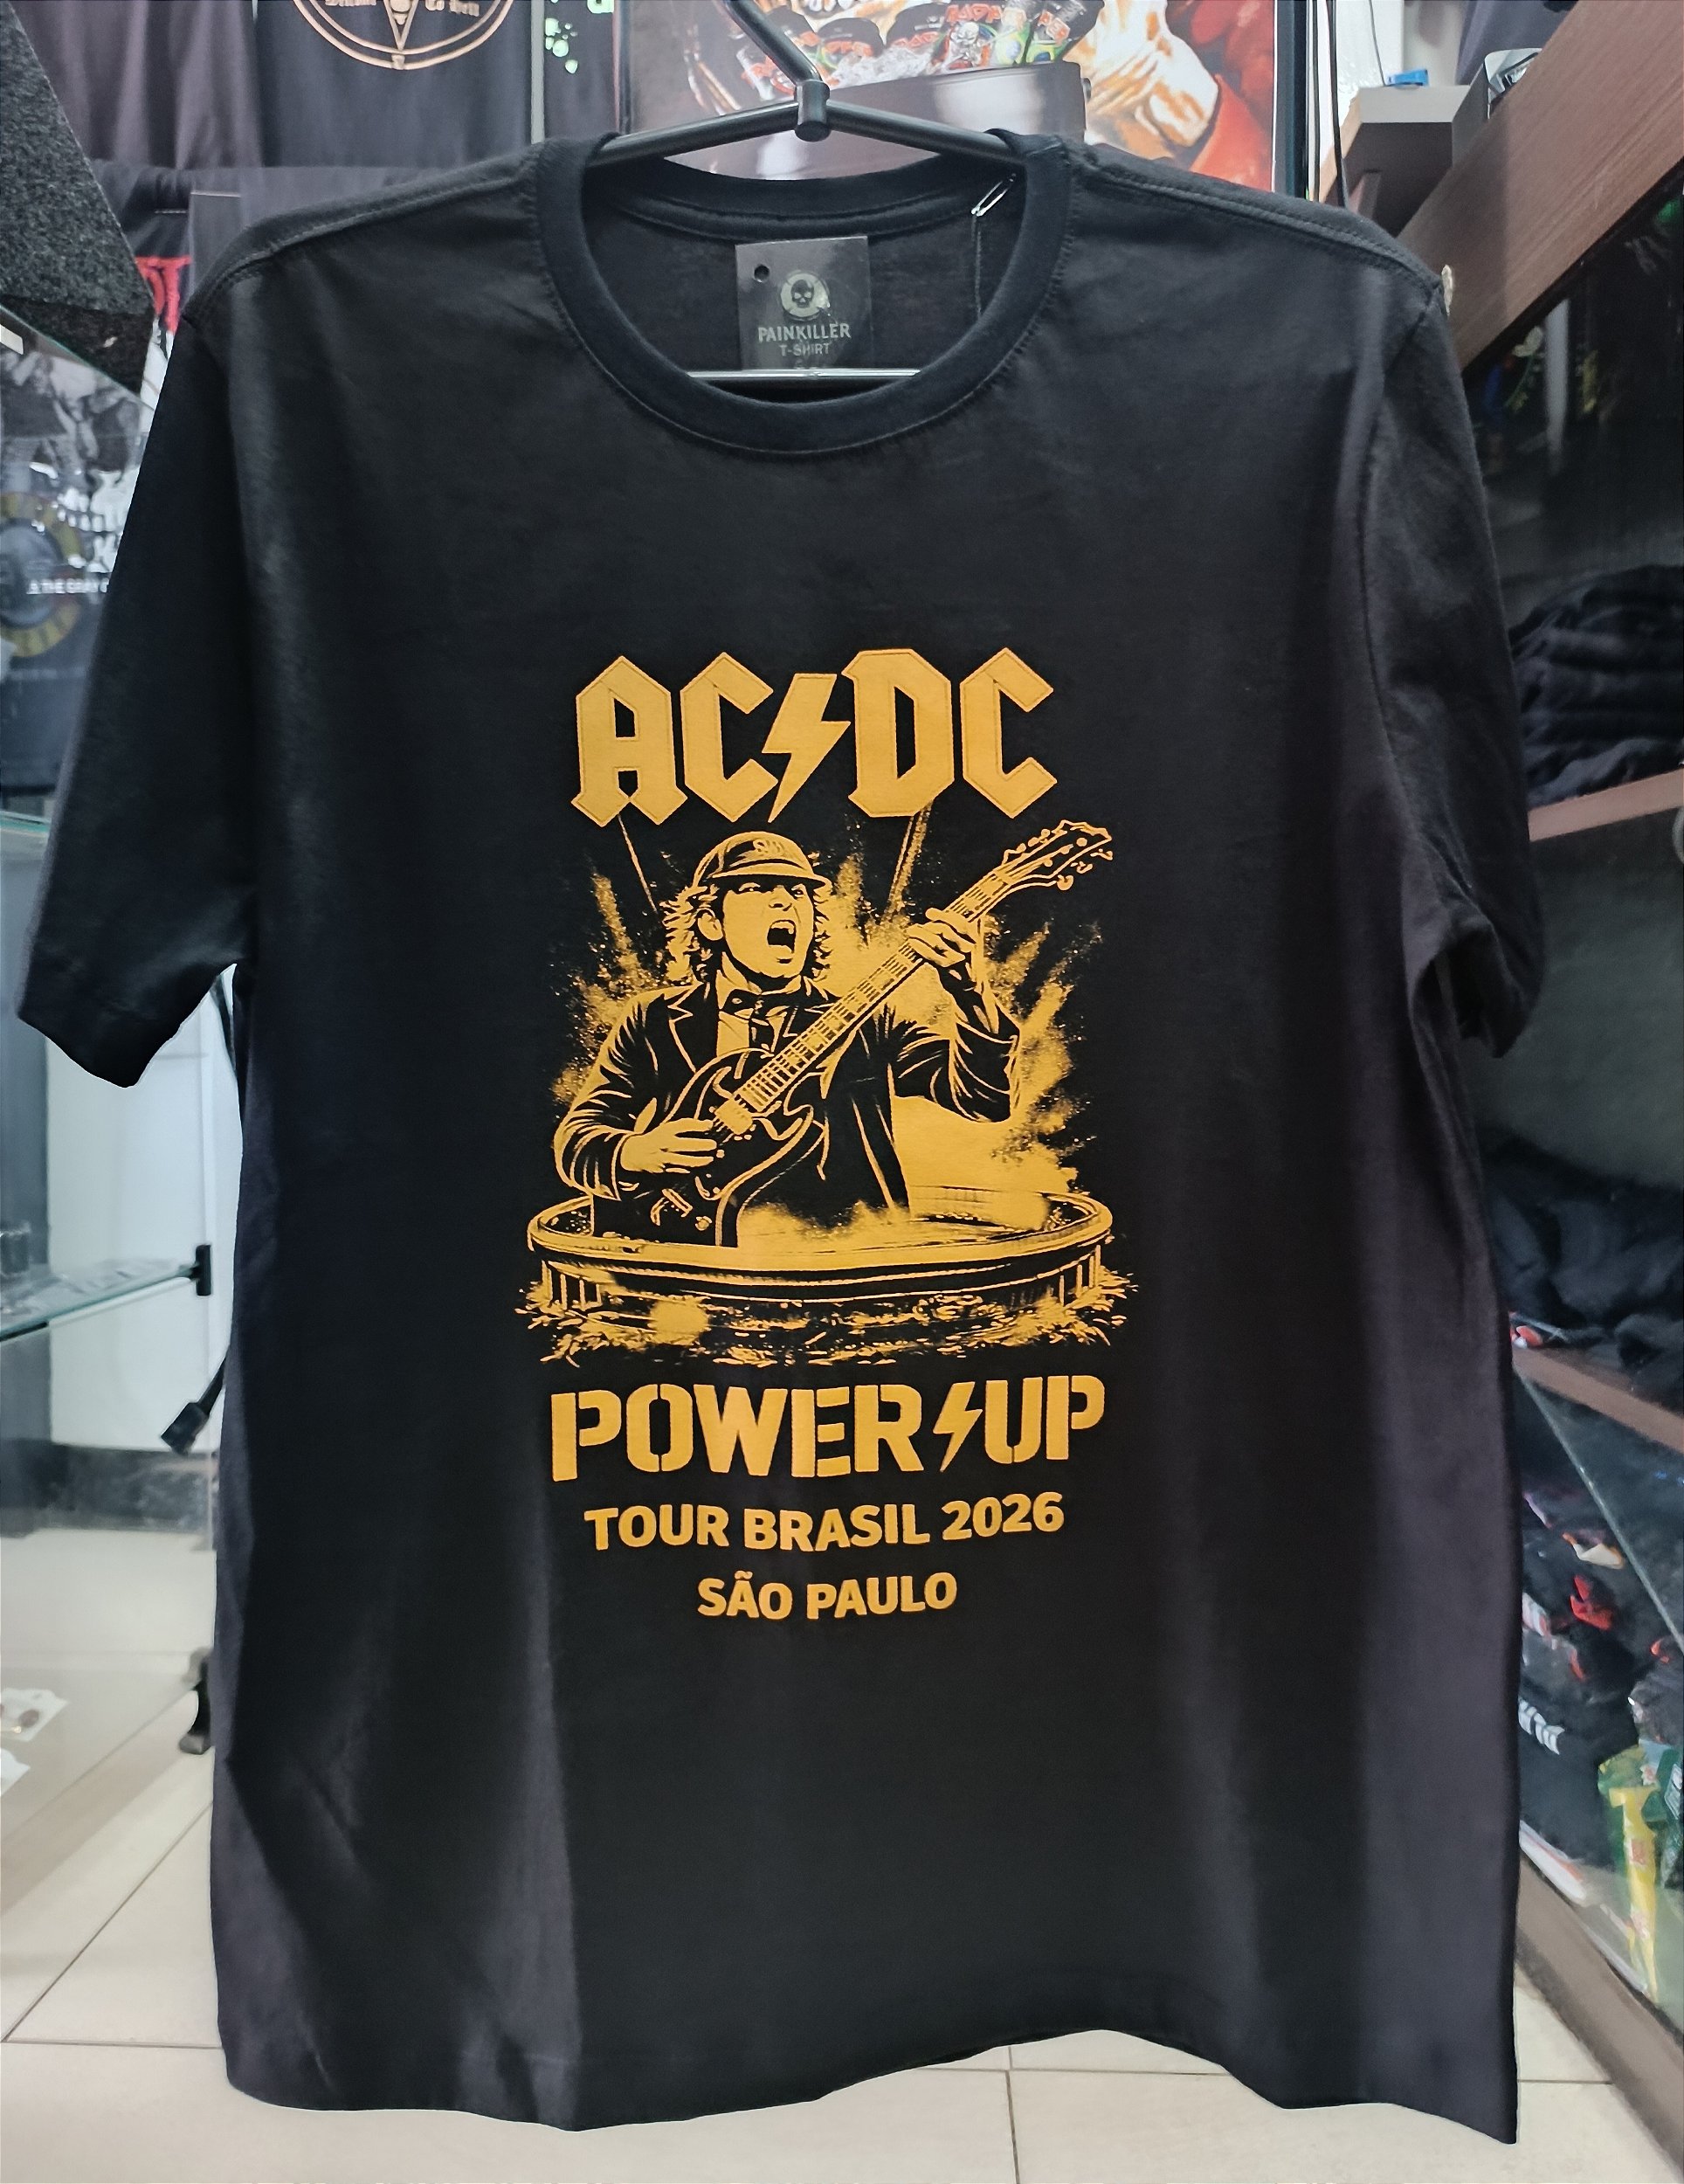 PAINKILLER
T-SHIRT
AC⚡DC
POWER⚡UP
TOUR BRASIL 2026
SÃO PAULO